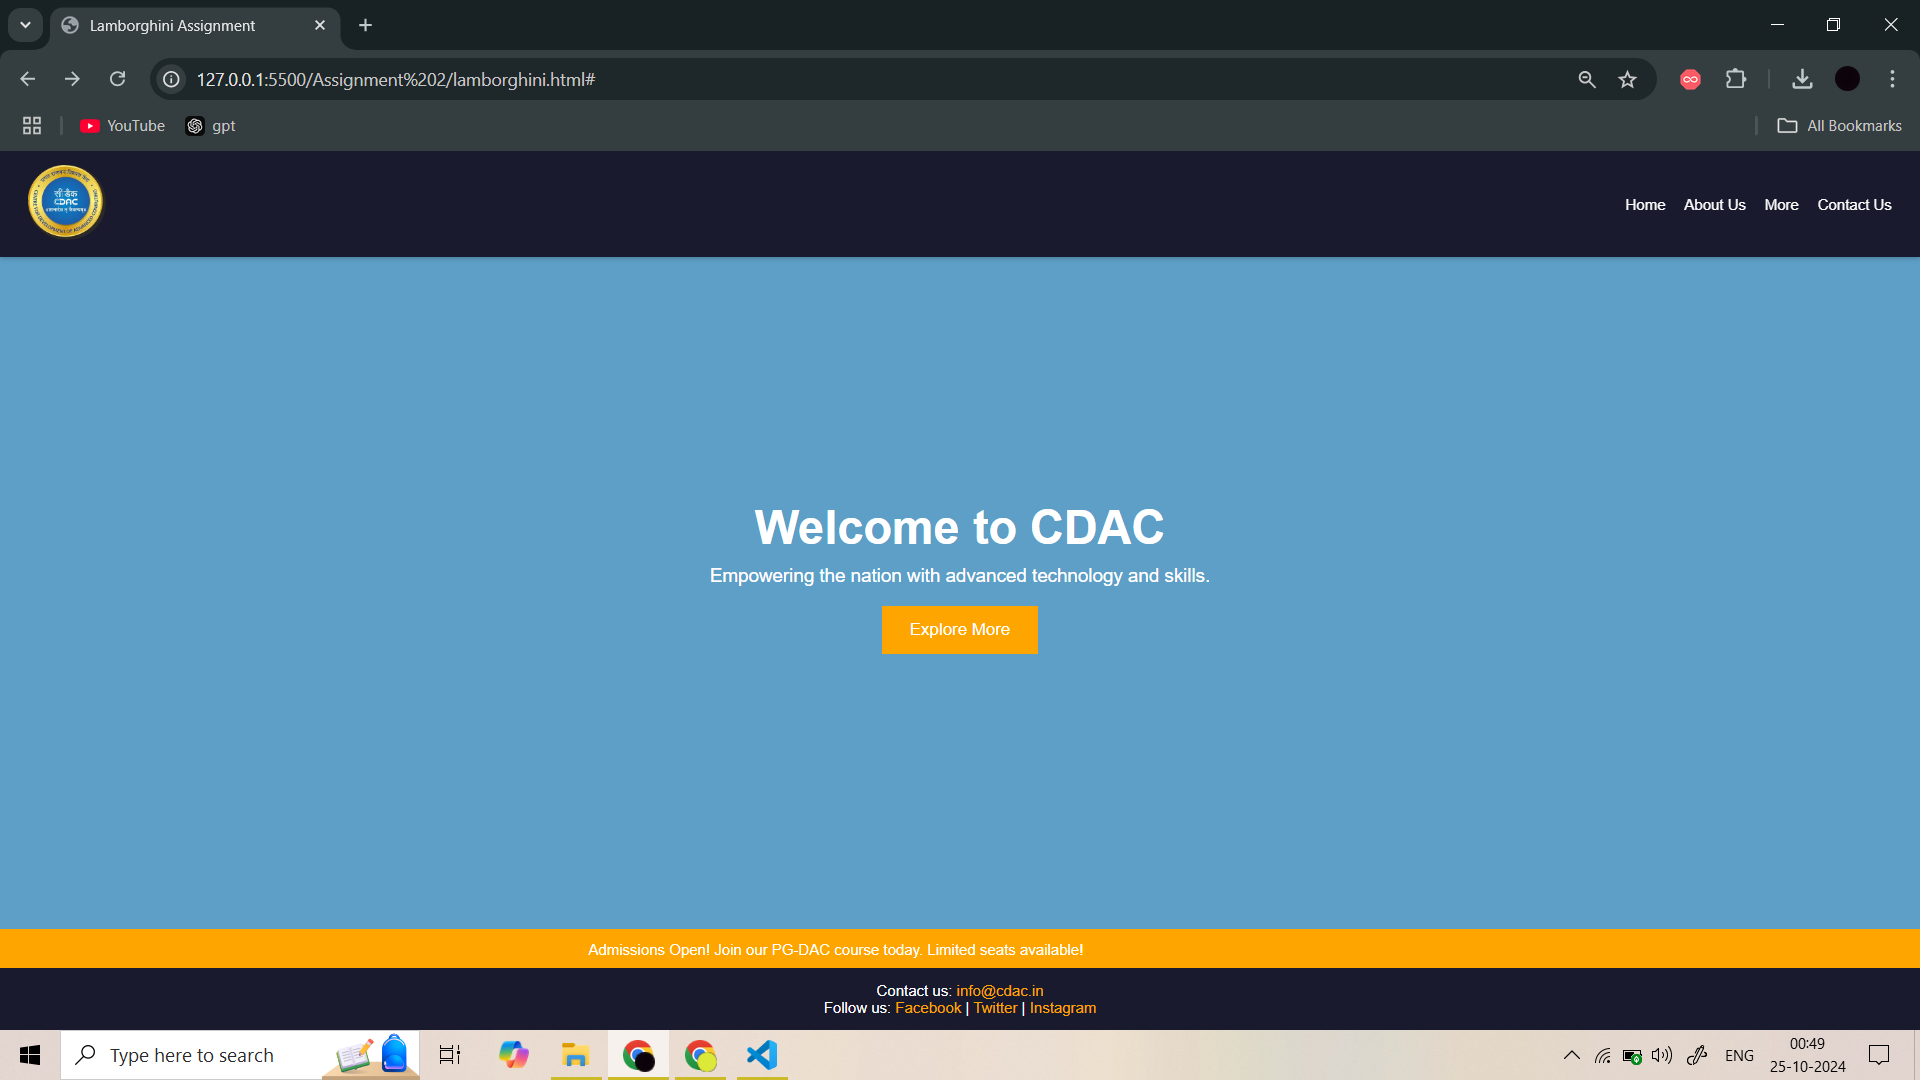 Lamborghini Assignment
127.0.0.1:5500/Assignment%202/lamborghini.html#
YouTube
gpt
All Bookmarks
सी.डैक
CDAC
Home
About Us
More
Contact Us
Welcome to CDAC
Empowering the nation with advanced technology and skills.
Explore More
Admissions Open! Join our PG-DAC course today. Limited seats available!
Contact us: info@cdac.in
Follow us: Facebook | Twitter | Instagram
Type here to search
ENG
00:49
25-10-2024